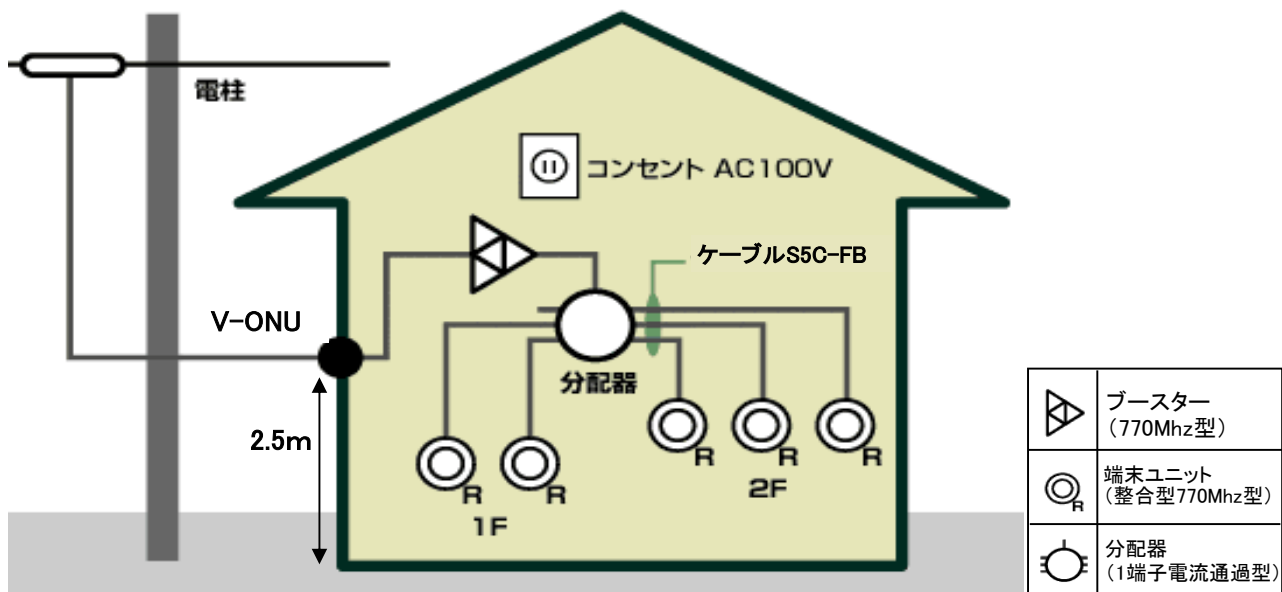 電柱
コンセント AC100V
ケーブルS5C-FB
V-ONU
分配器
2.5m
R
R
R
R
R
1F
2F
ブースター
(770Mhz型)
R
端末ユニット
(整合型770Mhz型)
分配器
(1端子電流通過型)